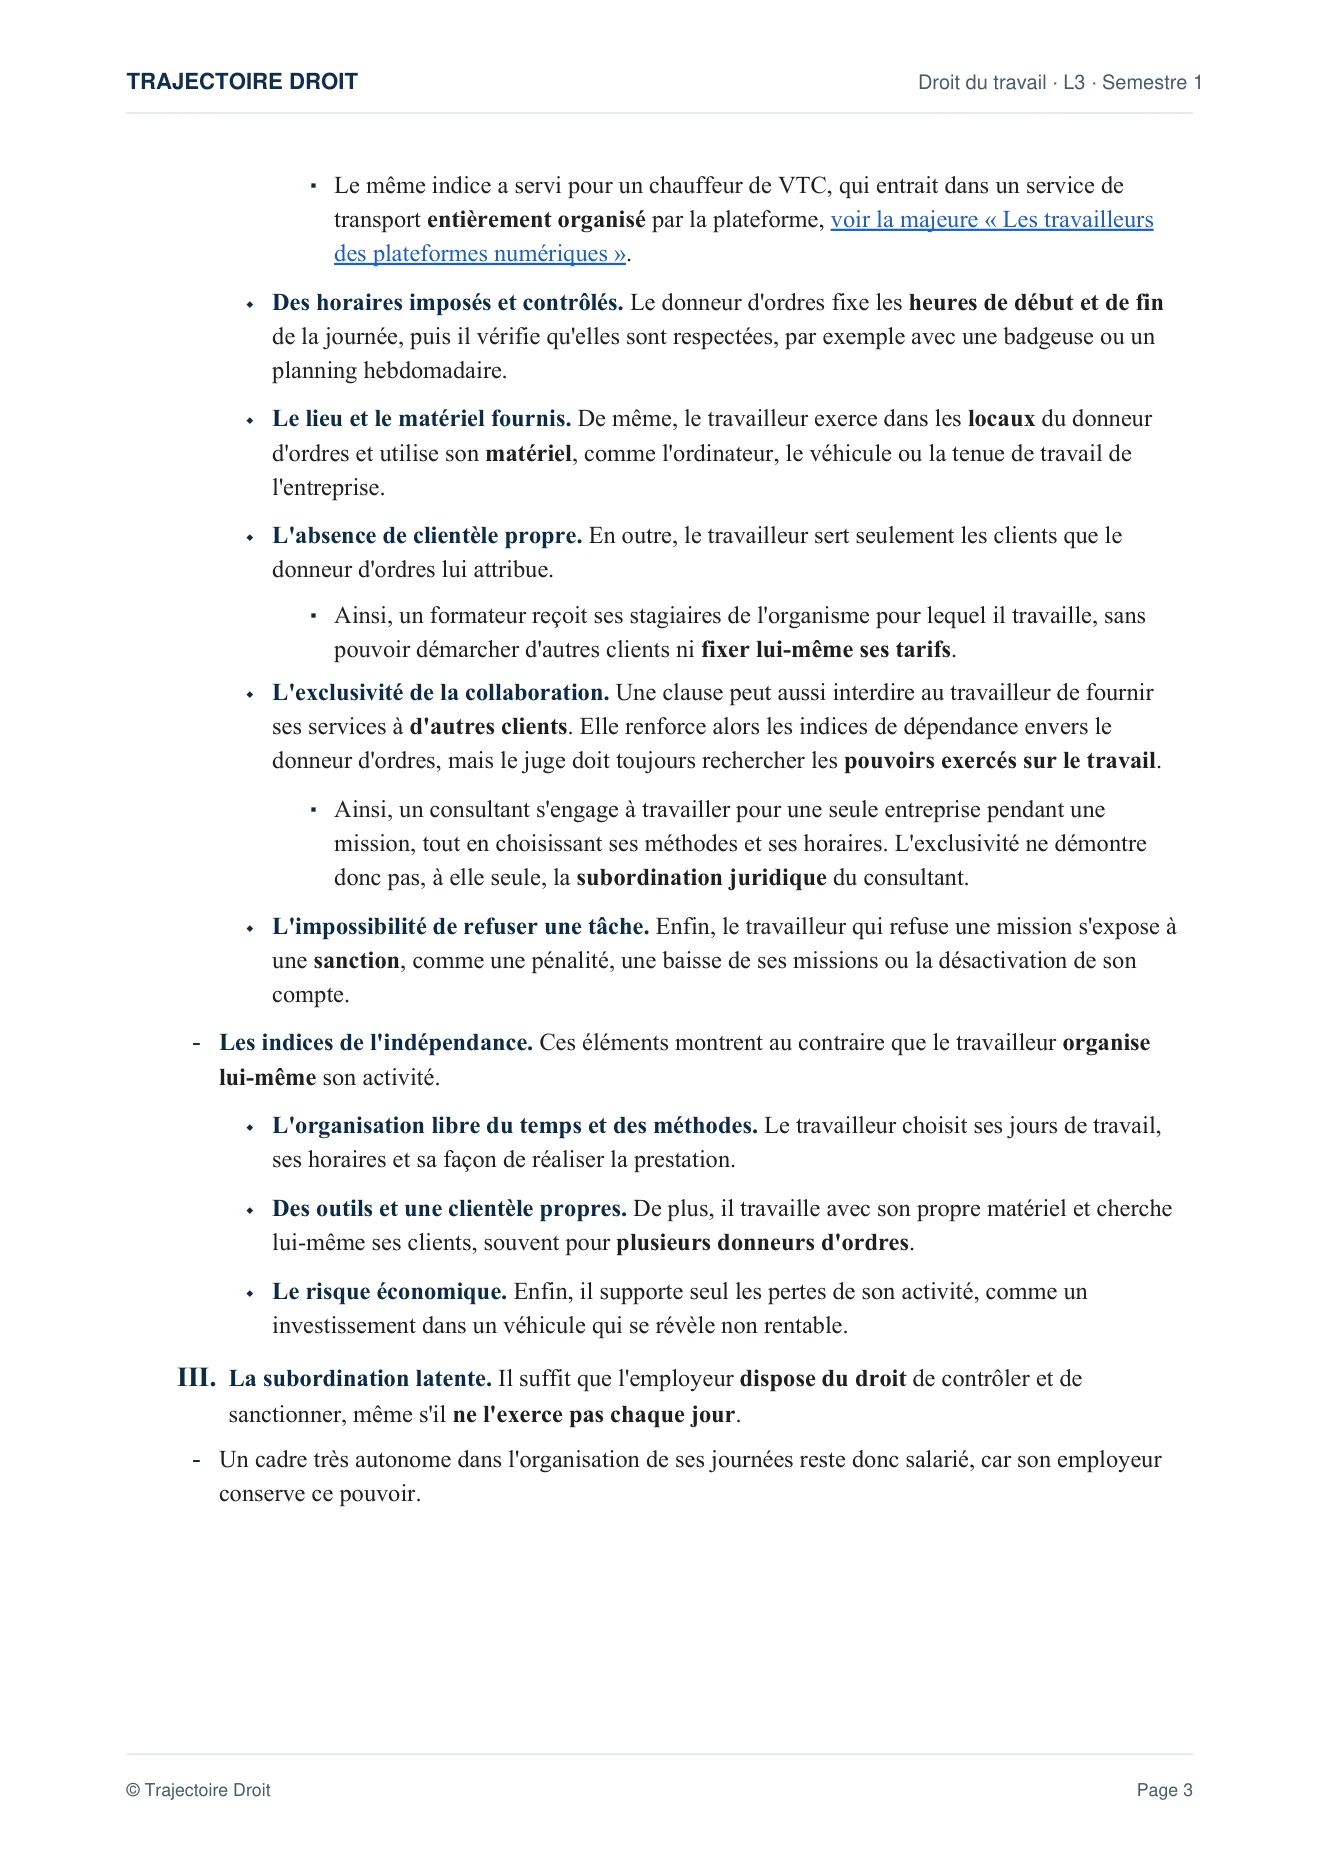 TRAJECTOIRE DROIT
Droit du travail · L3 · Semestre 1
▪ Le même indice a servi pour un chauffeur de VTC, qui entrait dans un service de
transport entièrement organisé par la plateforme, voir la majeure « Les travailleurs
des plateformes numériques ».
⬩ Des horaires imposés et contrôlés. Le donneur d'ordres fixe les heures de début et de fin
de la journée, puis il vérifie qu'elles sont respectées, par exemple avec une badgeuse ou un
planning hebdomadaire.
⬩ Le lieu et le matériel fournis. De même, le travailleur exerce dans les locaux du donneur
d'ordres et utilise son matériel, comme l'ordinateur, le véhicule ou la tenue de travail de
l'entreprise.
⬩ L'absence de clientèle propre. En outre, le travailleur sert seulement les clients que le
donneur d'ordres lui attribue.
▪ Ainsi, un formateur reçoit ses stagiaires de l'organisme pour lequel il travaille, sans
pouvoir démarcher d'autres clients ni fixer lui-même ses tarifs.
⬩ L'exclusivité de la collaboration. Une clause peut aussi interdire au travailleur de fournir
ses services à d'autres clients. Elle renforce alors les indices de dépendance envers le
donneur d'ordres, mais le juge doit toujours rechercher les pouvoirs exercés sur le travail.
▪ Ainsi, un consultant s'engage à travailler pour une seule entreprise pendant une
mission, tout en choisissant ses méthodes et ses horaires. L'exclusivité ne démontre
donc pas, à elle seule, la subordination juridique du consultant.
⬩ L'impossibilité de refuser une tâche. Enfin, le travailleur qui refuse une mission s'expose à
une sanction, comme une pénalité, une baisse de ses missions ou la désactivation de son
compte.
- Les indices de l'indépendance. Ces éléments montrent au contraire que le travailleur organise
lui-même son activité.
⬩ L'organisation libre du temps et des méthodes. Le travailleur choisit ses jours de travail,
ses horaires et sa façon de réaliser la prestation.
⬩ Des outils et une clientèle propres. De plus, il travaille avec son propre matériel et cherche
lui-même ses clients, souvent pour plusieurs donneurs d'ordres.
⬩ Le risque économique. Enfin, il supporte seul les pertes de son activité, comme un
investissement dans un véhicule qui se révèle non rentable.
III. La subordination latente. Il suffit que l'employeur dispose du droit de contrôler et de
sanctionner, même s'il ne l'exerce pas chaque jour.
- Un cadre très autonome dans l'organisation de ses journées reste donc salarié, car son employeur
conserve ce pouvoir.
© Trajectoire Droit
Page 3